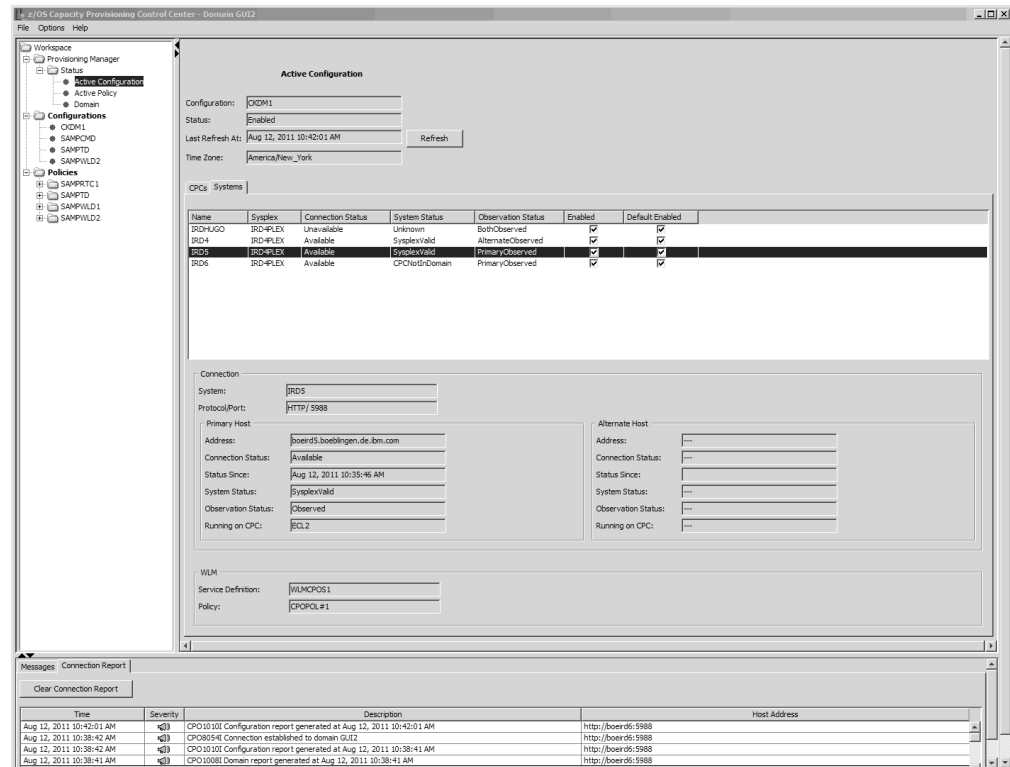 z/OS Capacity Provisioning Control Center - Domain GUI2
File Options Help
Workspace
Provisioning Manager
Status
Active Configuration
Active Policy
Domain
Configurations
CKDM1
SAMPCMD
SAMPTD
SAMPWLD2
Policies
SAMPRTC1
SAMPTD
SAMPWLD1
SAMPWLD2
Active Configuration
Configuration: CKDM1
Status: Enabled
Last Refresh At: Aug 12, 2011 10:42:01 AM Refresh
Time Zone: America/New_York
CPCs Systems
Name Sysplex Connection Status System Status Observation Status Enabled Default Enabled
IRDHUGO IRD4PLEX Unavailable Unknown BothObserved
IRD4 IRD4PLEX Available SysplexValid AlternateObserved
IRD5 IRD4PLEX Available SysplexValid PrimaryObserved
IRD6 IRD4PLEX Available CPCNotInDomain PrimaryObserved
Connection
System: IRD5
Protocol/Port: HTTP/ 5988
Primary Host
Address: boeird5.boeblingen.de.ibm.com
Connection Status: Available
Status Since: Aug 12, 2011 10:35:46 AM
System Status: SysplexValid
Observation Status: Observed
Running on CPC: ECL2
Alternate Host
Address: ---
Connection Status: ---
Status Since:
System Status: ---
Observation Status: ---
Running on CPC: ---
WLM
Service Definition: WLMCPOS1
Policy: CPOPOL#1
Messages Connection Report
Clear Connection Report
Time Severity Description Host Address
Aug 12, 2011 10:42:01 AM CPO1010I Configuration report generated at Aug 12, 2011 10:42:01 AM http://boeird6:5988
Aug 12, 2011 10:38:42 AM CPO8054I Connection established to domain GUI2 http://boeird6:5988
Aug 12, 2011 10:38:42 AM CPO1010I Configuration report generated at Aug 12, 2011 10:38:41 AM http://boeird6:5988
Aug 12, 2011 10:38:41 AM CPO1008I Domain report generated at Aug 12, 2011 10:38:41 AM http://boeird6:5988